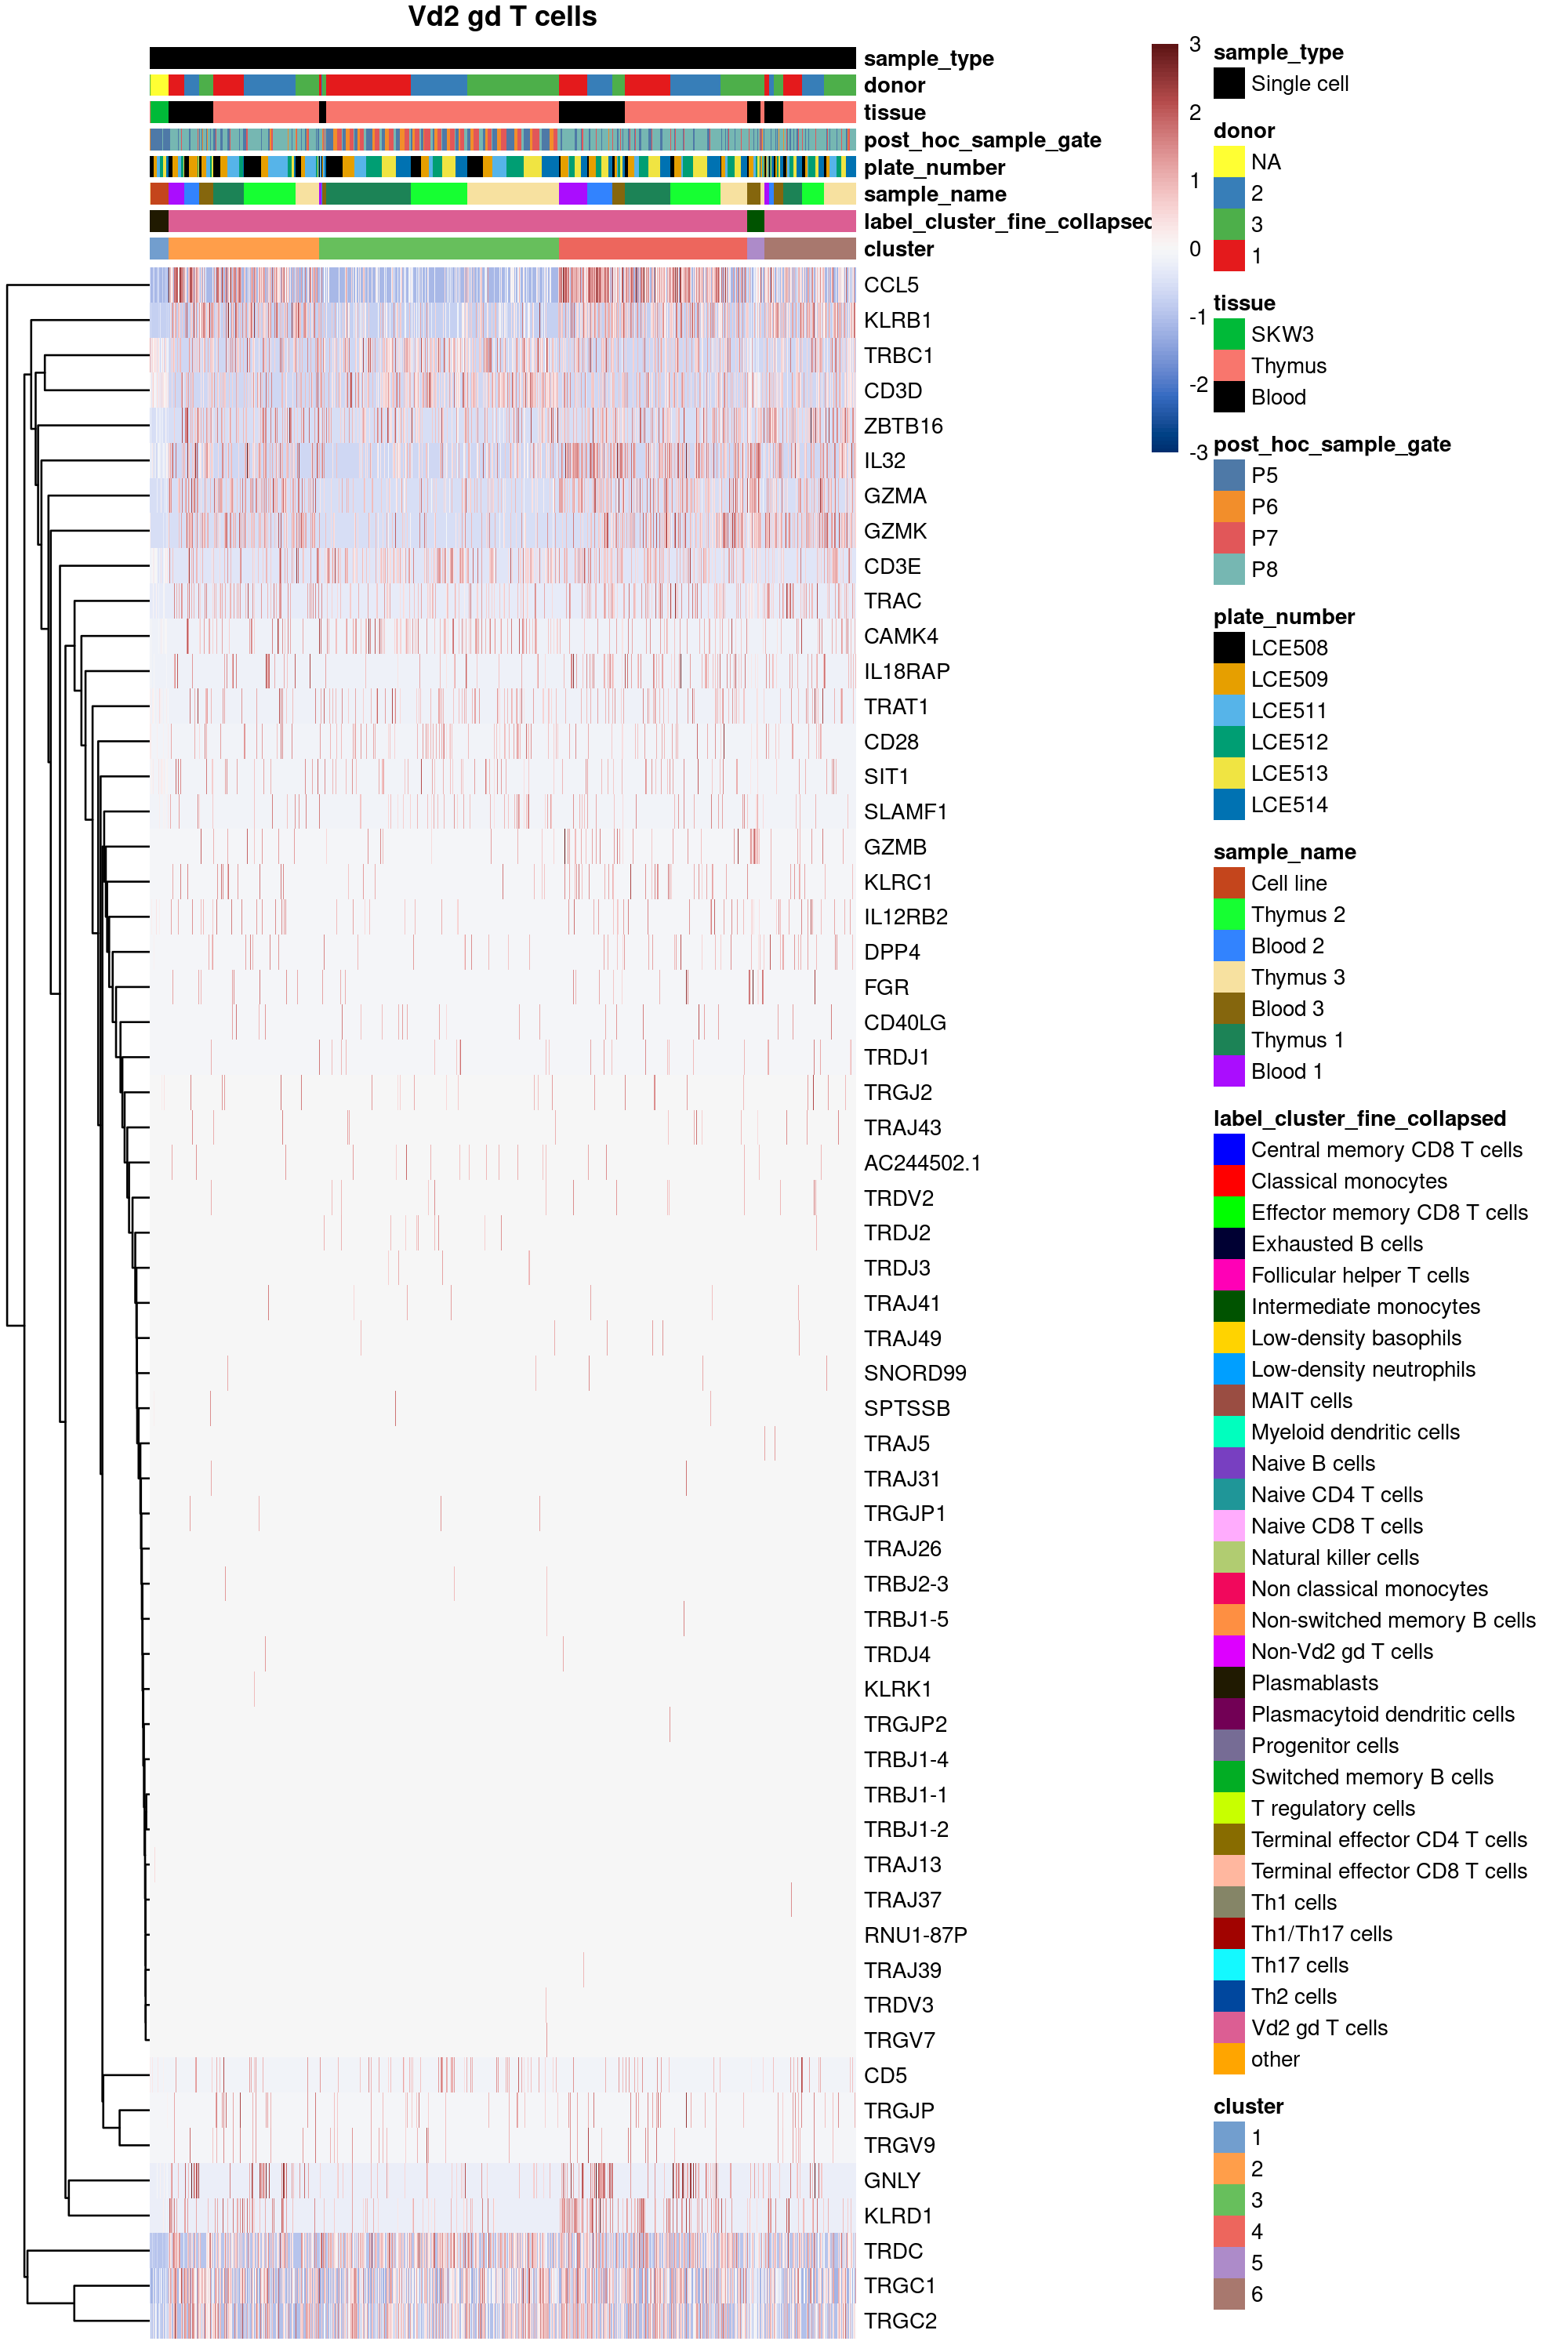 Vd2 gd T cells
sample_type
donor
tissue
post_hoc_sample_gate
plate_number
sample_name
label_cluster_fine_collapsed
cluster
CCL5
KLRB1
TRBC1
CD3D
ZBTB16
IL32
GZMA
GZMK
CD3E
TRAC
CAMK4
IL18RAP
TRAT1
CD28
SIT1
SLAMF1
GZMB
KLRC1
IL12RB2
DPP4
FGR
CD40LG
TRDJ1
TRGJ2
TRAJ43
AC244502.1
TRDV2
TRDJ2
TRDJ3
TRAJ41
TRAJ49
SNORD99
SPTSSB
TRAJ5
TRAJ31
TRGJP1
TRAJ26
TRBJ2-3
TRBJ1-5
TRDJ4
KLRK1
TRGJP2
TRBJ1-4
TRBJ1-1
TRBJ1-2
TRAJ13
TRAJ37
RNU1-87P
TRAJ39
TRDV3
TRGV7
CD5
TRGJP
TRGV9
GNLY
KLRD1
TRDC
TRGC1
TRGC2
3
2
1
0
-1
-2
-3
sample_type
Single cell
donor
NA
2
3
1
tissue
SKW3
Thymus
Blood
post_hoc_sample_gate
P5
P6
P7
P8
plate_number
LCE508
LCE509
LCE511
LCE512
LCE513
LCE514
sample_name
Cell line
Thymus 2
Blood 2
Thymus 3
Blood 3
Thymus 1
Blood 1
label_cluster_fine_collapsed
Central memory CD8 T cells
Classical monocytes
Effector memory CD8 T cells
Exhausted B cells
Follicular helper T cells
Intermediate monocytes
Low-density basophils
Low-density neutrophils
MAIT cells
Myeloid dendritic cells
Naive B cells
Naive CD4 T cells
Naive CD8 T cells
Natural killer cells
Non classical monocytes
Non-switched memory B cells
Non-Vd2 gd T cells
Plasmablasts
Plasmacytoid dendritic cells
Progenitor cells
Switched memory B cells
T regulatory cells
Terminal effector CD4 T cells
Terminal effector CD8 T cells
Th1 cells
Th1/Th17 cells
Th17 cells
Th2 cells
Vd2 gd T cells
other
cluster
1
2
3
4
5
6